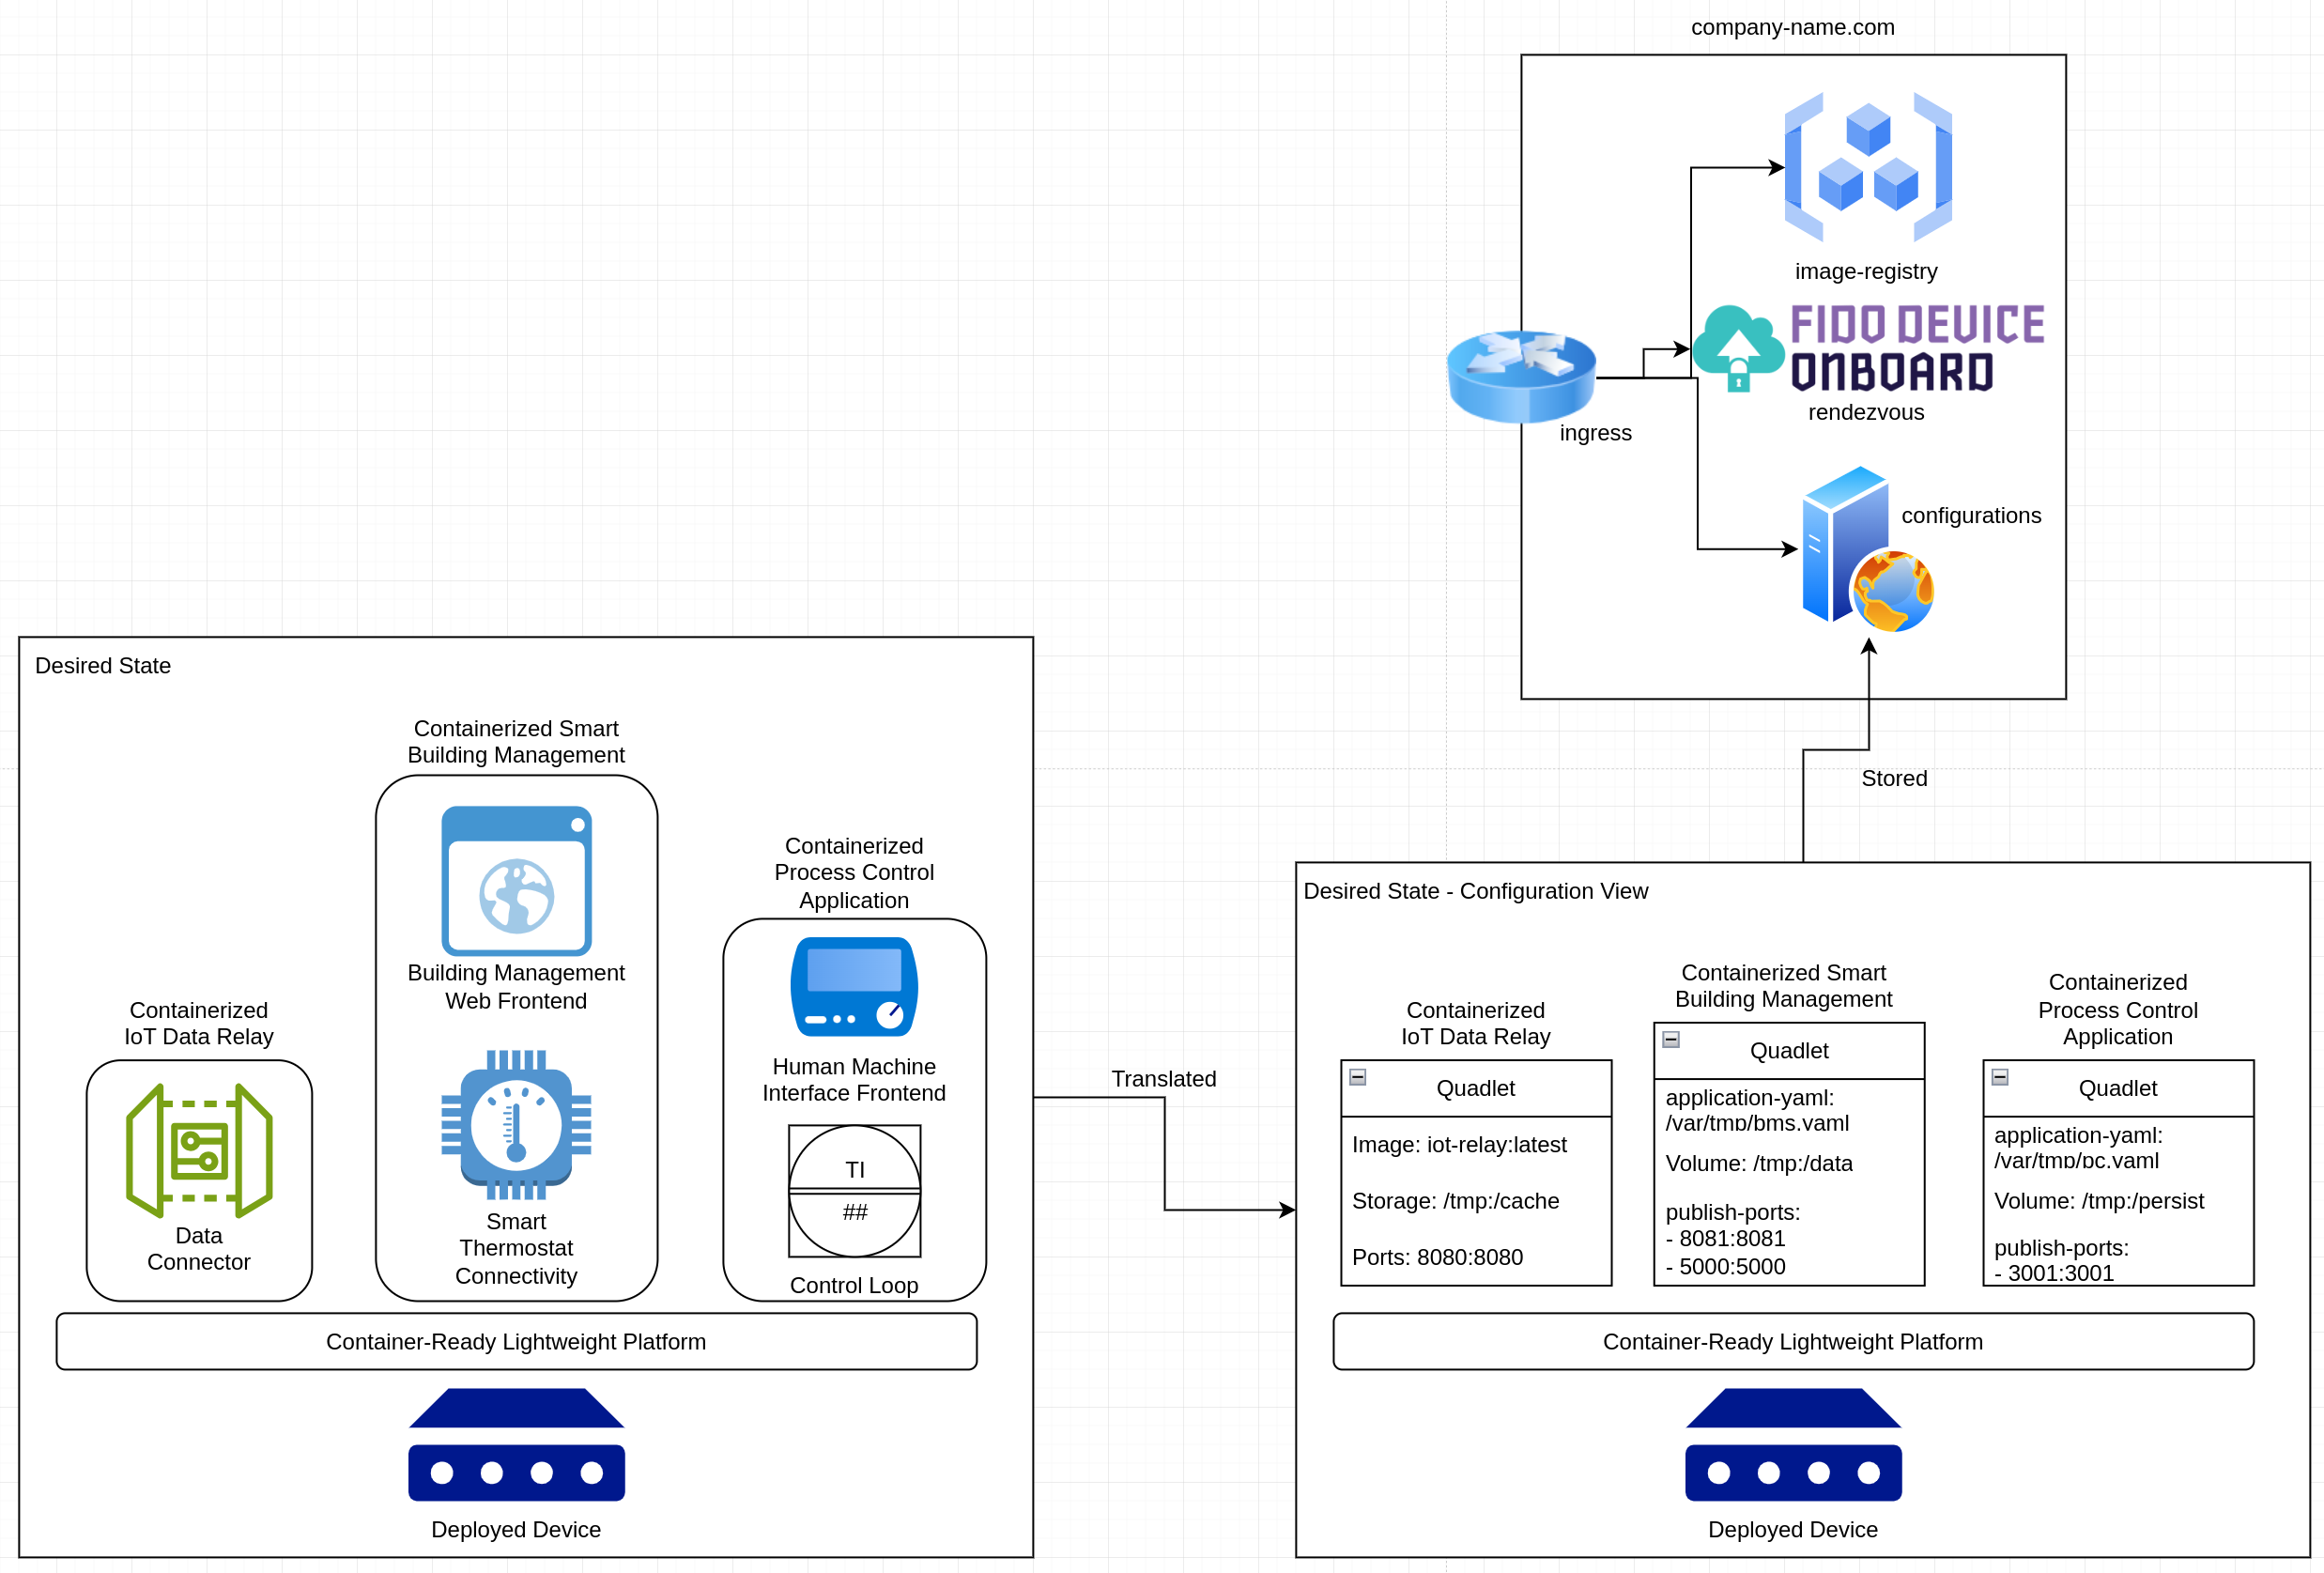 company-name.com
image-registry
FIDO DEVICE
ONBOARD
rendezvous
ingress
configurations
Stored
Desired State
Containerized Smart
Building Management
Building Management
Web Frontend
Smart
Thermostat
Connectivity
Containerized
IoT Data Relay
Data
Connector
Containerized
Process Control
Application
Human Machine
Interface Frontend
TI
##
Control Loop
Container-Ready Lightweight Platform
Deployed Device
Translated
Desired State - Configuration View
Containerized
IoT Data Relay
Quadlet
Image: iot-relay:latest
Storage: /tmp:/cache
Ports: 8080:8080
Containerized Smart
Building Management
Quadlet
application-yaml:
/var/tmp/bms.yaml
Volume: /tmp:/data
publish-ports:
- 8081:8081
- 5000:5000
Containerized
Process Control
Application
Quadlet
application-yaml:
/var/tmp/pc.yaml
Volume: /tmp:/persist
publish-ports:
- 3001:3001
Container-Ready Lightweight Platform
Deployed Device